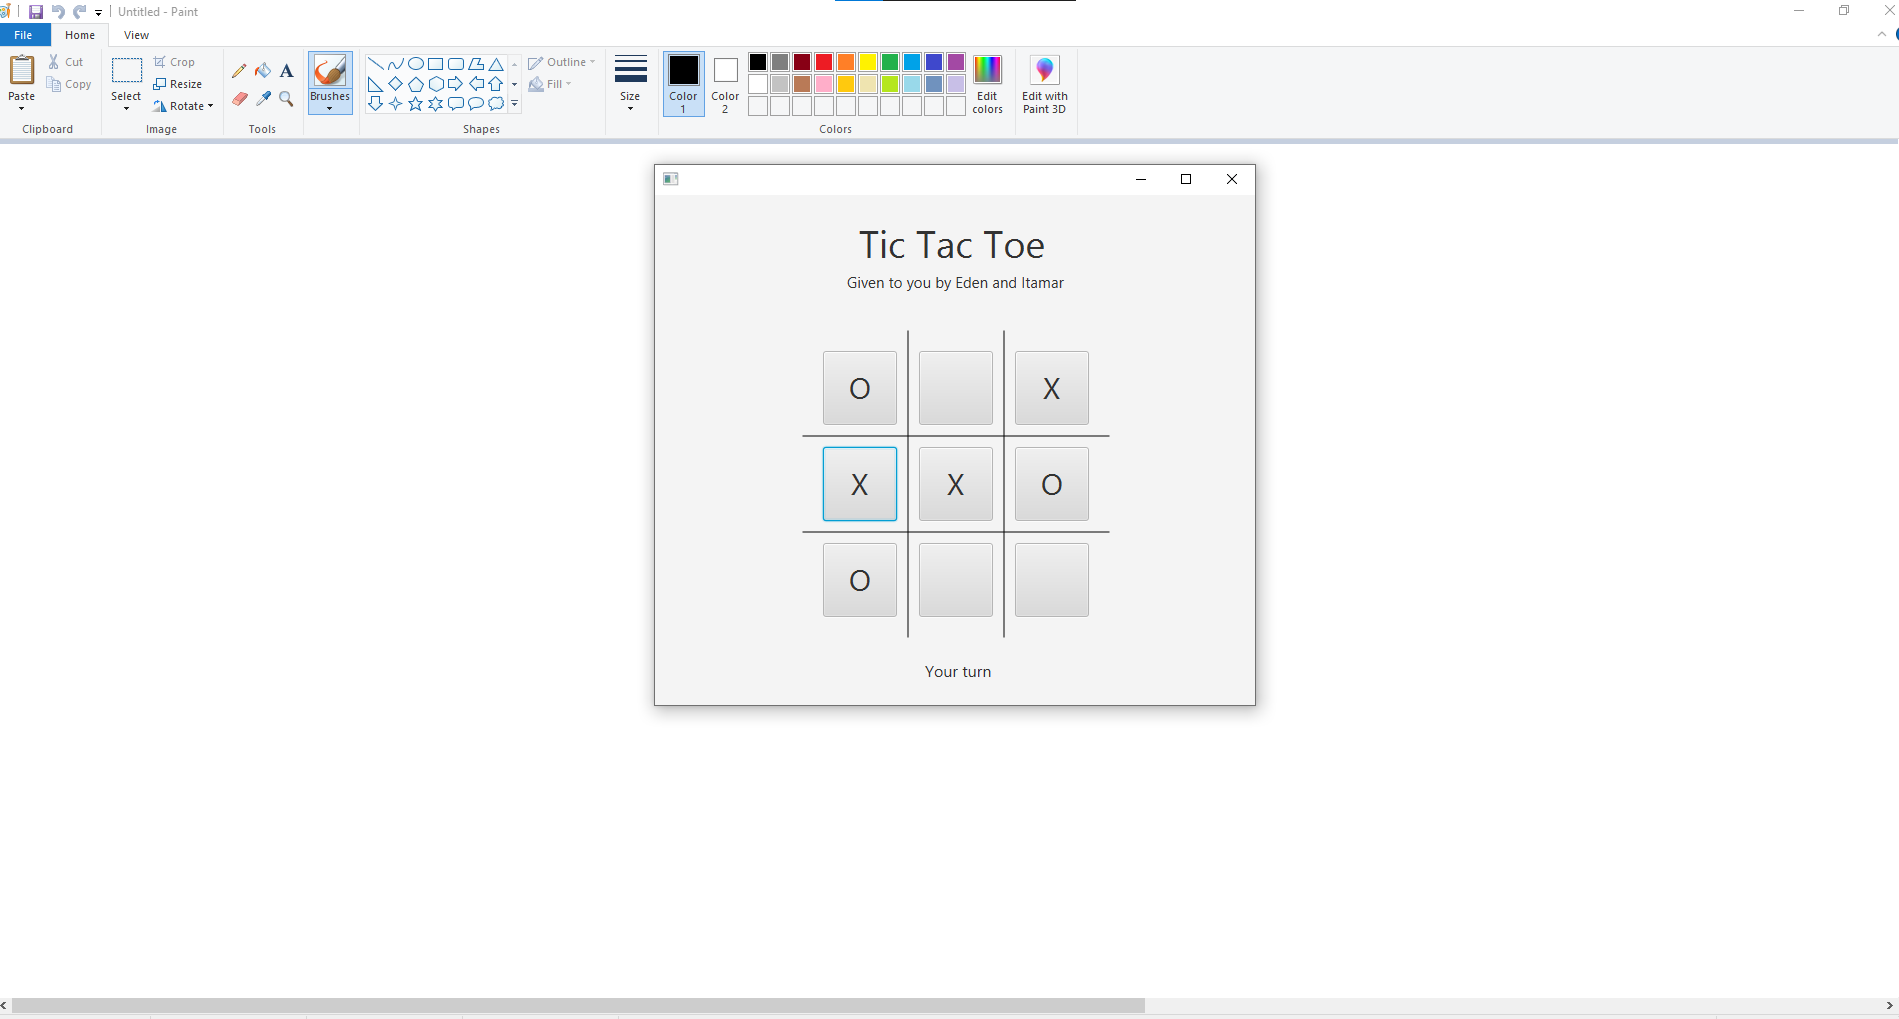 Untitled - Paint
File Home View
Paste
Cut
Copy
Clipboard
Select
Crop
Resize
Rotate
Image
A
Tools
Brushes
Outline
Fill
Shapes
Size
Color
1
Color
2
Edit
colors
Colors
Edit with
Paint 3D
Tic Tac Toe
Given to you by Eden and Itamar
O X
X X O
O
Your turn